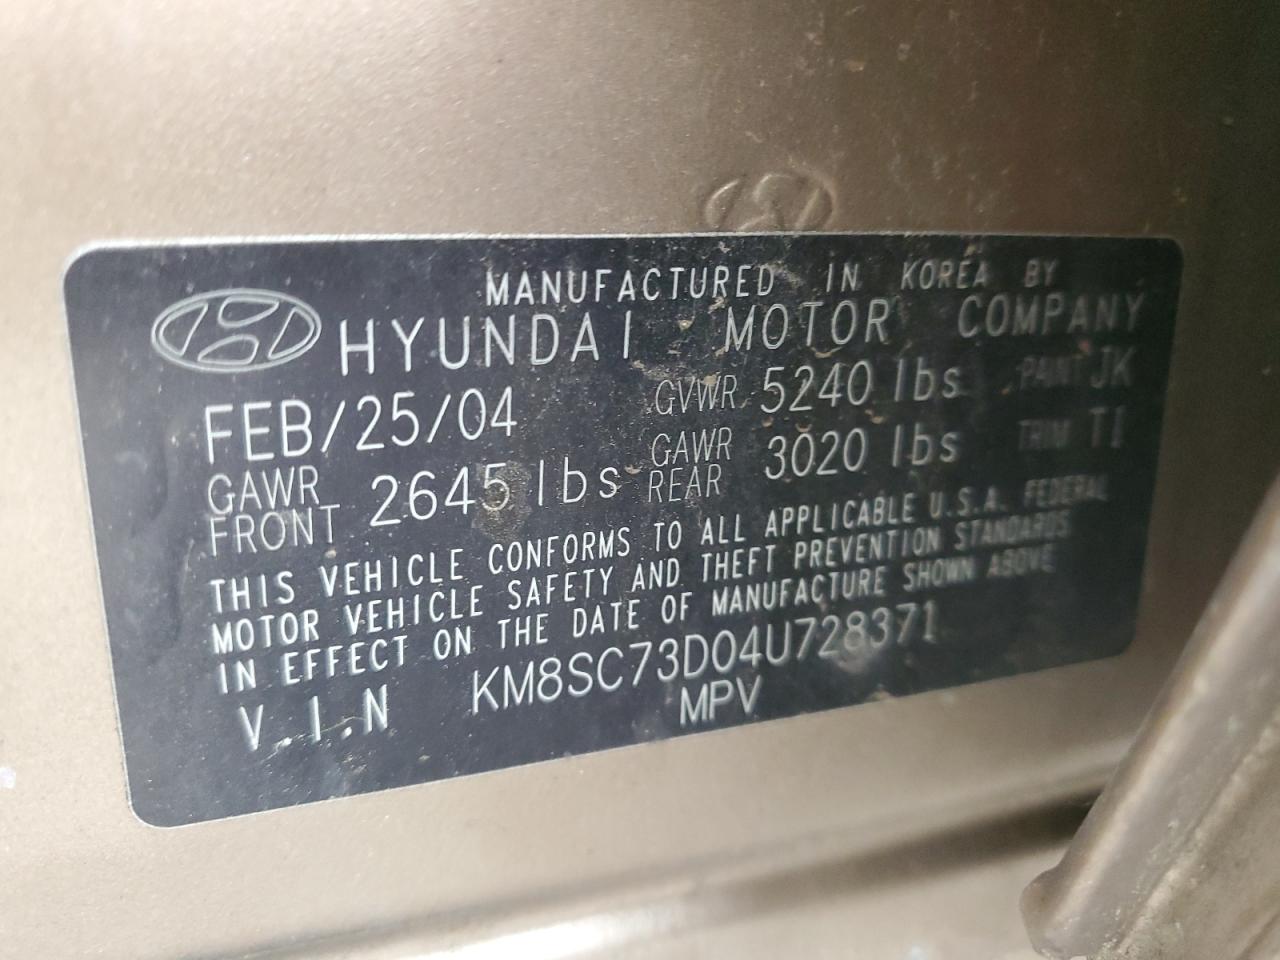 MANUFACTURED IN KOREA BY
HYUNDAI MOTOR COMPANY
FEB/25/04 GVWR 5240 lbs PAINT JK
GAWR FRONT 2645 lbs GAWR REAR 3020 lbs TRIM TI
THIS VEHICLE CONFORMS TO ALL APPLICABLE U.S.A. FEDERAL
MOTOR VEHICLE SAFETY AND THEFT PREVENTION STANDARDS
IN EFFECT ON THE DATE OF MANUFACTURE SHOWN ABOVE
V.I.N KM8SC73D04U728371
MPV